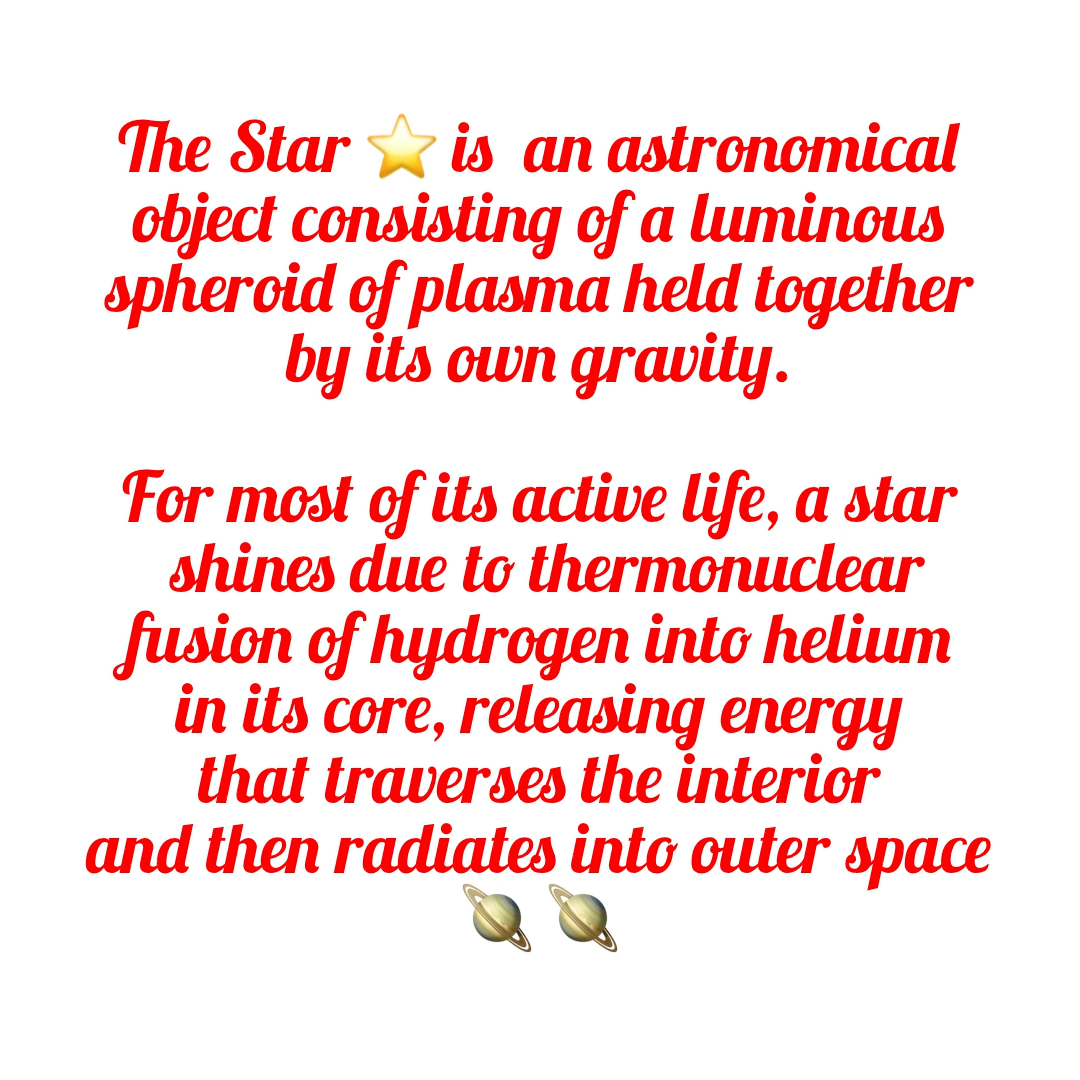 The Star ⭐ is  an astronomical
object consisting of a luminous
spheroid of plasma held together
by its own gravity.
For most of its active life, a star
shines due to thermonuclear
fusion of hydrogen into helium
in its core, releasing energy
that traverses the interior
and then radiates into outer space
🪐 🪐